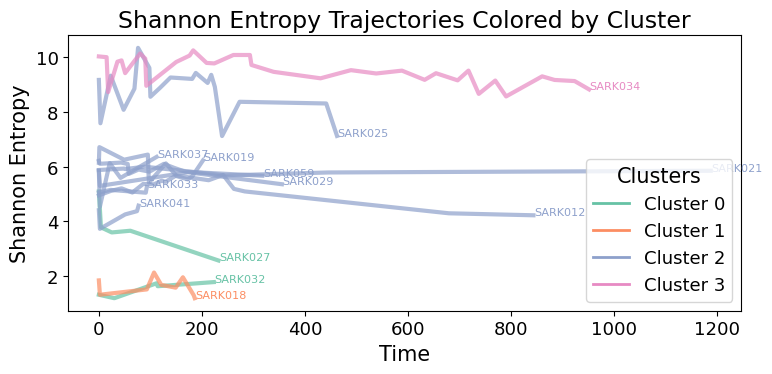 Shannon Entropy Trajectories Colored by Cluster
Shannon Entropy
10
8
6
4
2
SARK034
SARK025
SARK037
SARK019
SARK059
SARK021
SARK029
SARK033
SARK041
SARK012
SARK027
SARK032
SARK018
Clusters
Cluster 0
Cluster 1
Cluster 2
Cluster 3
0
200
400
600
800
1000
1200
Time